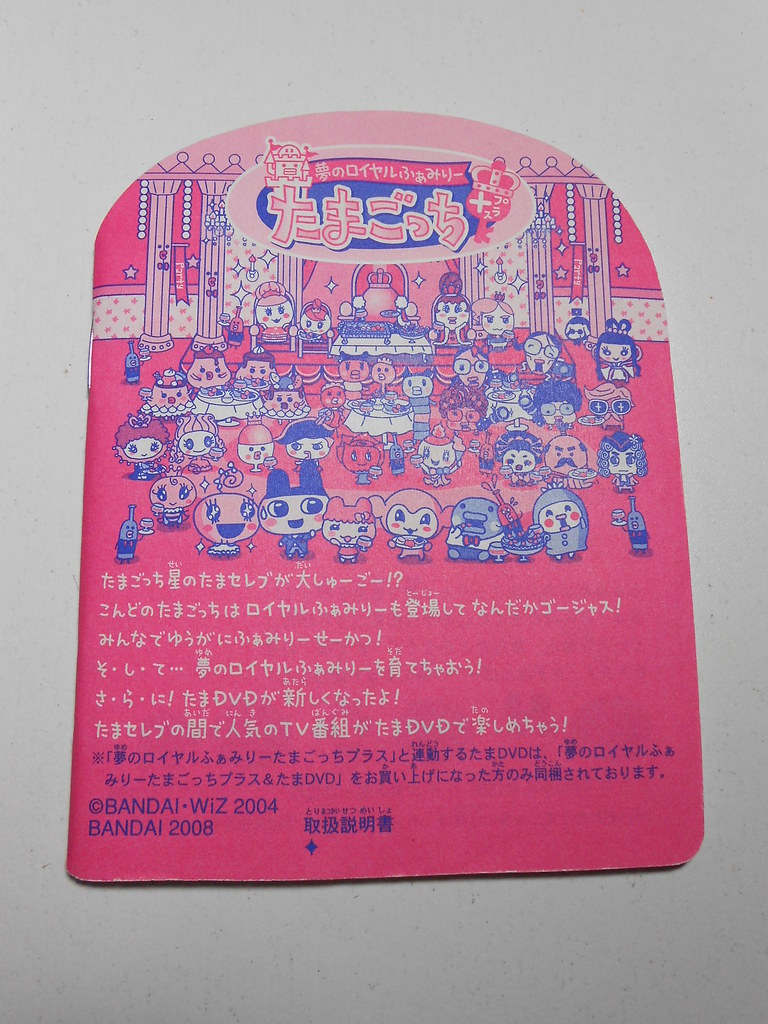 夢のロイヤルふぁみりー
たまごっち
+プラス
Party
Party
たまごっち星のたまセレブが大しゅーごー!?
こんどのたまごっちは ロイヤルふぁみりーも登場して なんだかゴージャス!
みんなでゆうがにふぁみりーせーかつ!
そ・し・て… 夢のロイヤルふぁみりーを育てちゃおう!
さ・ら・に! たまDVDが新しくなったよ!
たまセレブの間で人気のTV番組がたまDVDで楽しめちゃう!
※「夢のロイヤルふぁみりーたまごっちプラス」と連動するたまDVDは、「夢のロイヤルふぁ
みりーたまごっちプラス&たまDVD」をお買い上げになった方のみ同梱されております。
©BANDAI・WiZ 2004
BANDAI 2008
取扱説明書